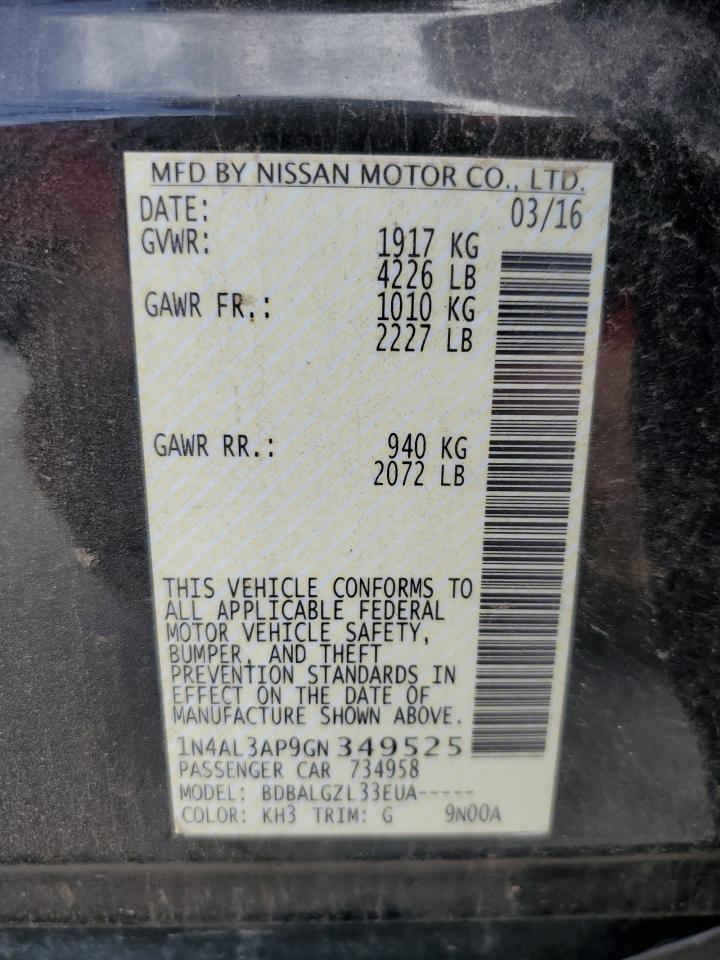 MFD BY NISSAN MOTOR CO., LTD.
DATE: 03/16
GVWR: 1917 KG
4226 LB
GAWR FR.: 1010 KG
2227 LB
GAWR RR.: 940 KG
2072 LB
THIS VEHICLE CONFORMS TO
ALL APPLICABLE FEDERAL
MOTOR VEHICLE SAFETY,
BUMPER, AND THEFT
PREVENTION STANDARDS IN
EFFECT ON THE DATE OF
MANUFACTURE SHOWN ABOVE.
1N4AL3AP9GN349525
PASSENGER CAR 734958
MODEL: BDBALGZL33EUA-----
COLOR: KH3 TRIM: G 9N00A